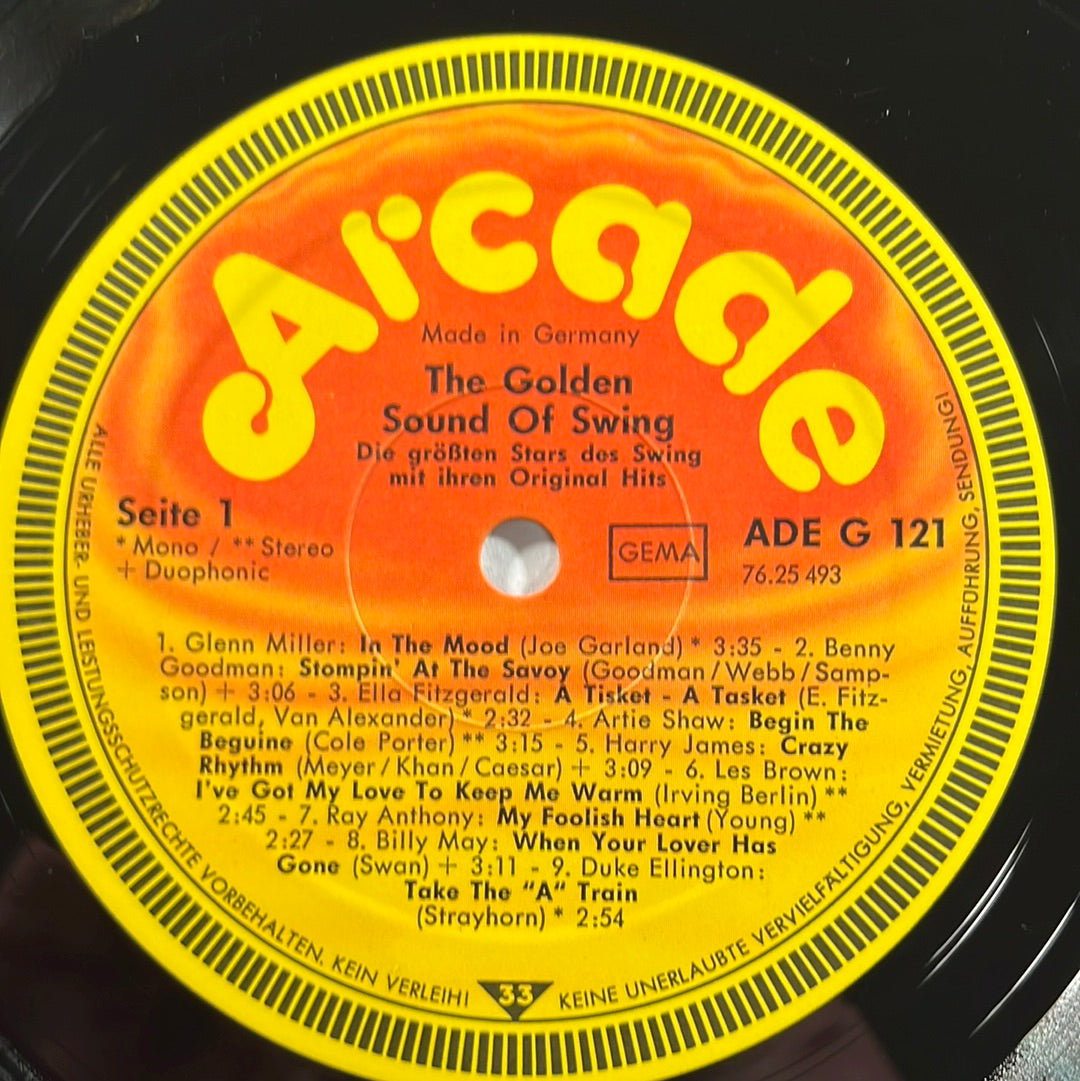 Arcade
Made in Germany
The Golden
Sound Of Swing
Die größten Stars des Swing
mit ihren Original Hits
Seite 1
* Mono / ** Stereo
+ Duophonic
GEMA
ADE G 121
76.25 493
1. Glenn Miller: In The Mood (Joe Garland) * 3:35 - 2. Benny
Goodman: Stompin' At The Savoy (Goodman/Webb/Samp-
son) + 3:06 - 3. Ella Fitzgerald: A Tisket - A Tasket (E. Fitz-
gerald, Van Alexander) * 2:32 - 4. Artie Shaw: Begin The
Beguine (Cole Porter) ** 3:15 - 5. Harry James: Crazy
Rhythm (Meyer/Khan/Caesar) + 3:09 - 6. Les Brown:
I've Got My Love To Keep Me Warm (Irving Berlin) **
2:45 - 7. Ray Anthony: My Foolish Heart (Young) **
2:27 - 8. Billy May: When Your Lover Has
Gone (Swan) + 3:11 - 9. Duke Ellington:
Take The "A" Train
(Strayhorn) * 2:54
ALLE URHEBER- UND LEISTUNGSSCHUTZRECHTE VORBEHALTEN. KEIN VERLEIH!
33
KEINE UNERLAUBTE VERVIELFÄLTIGUNG, VERMIETUNG, AUFFÜHRUNG, SENDUNG!